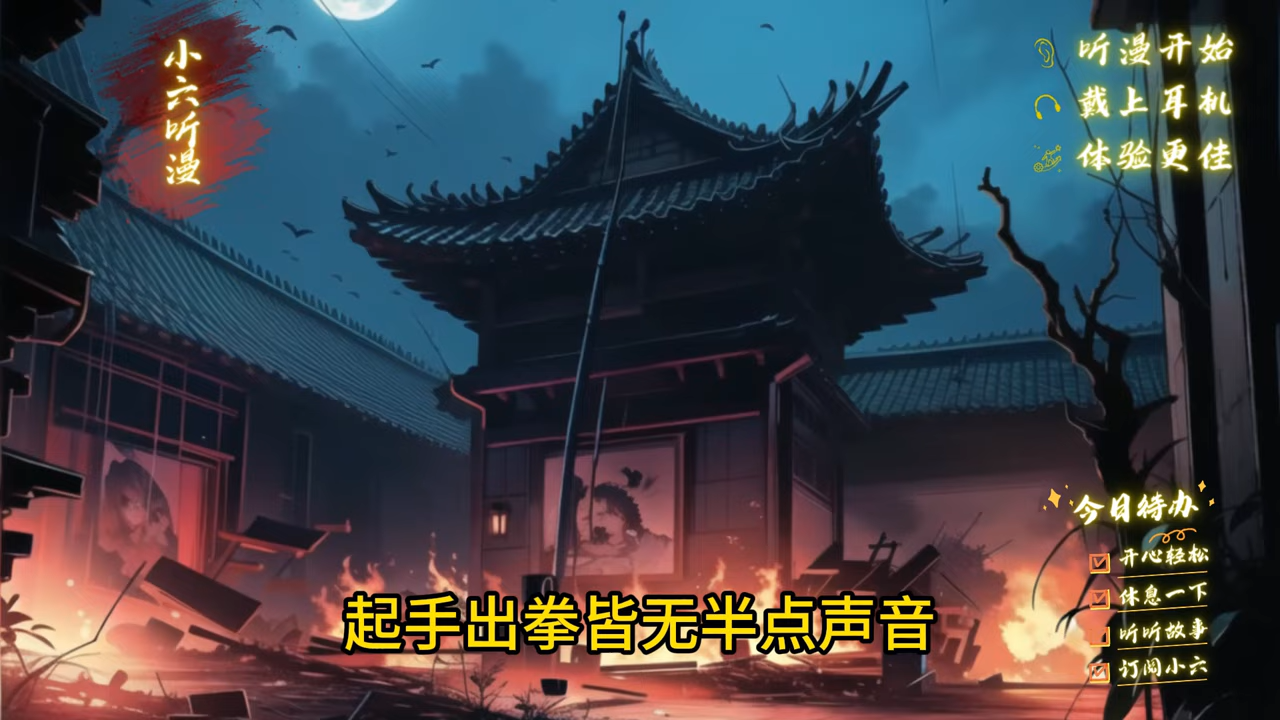 小六听漫
听漫开始
戴上耳机
体验更佳
今日待办
开心轻松
休息一下
听听故事
订阅小六
起手出拳皆无半点声音